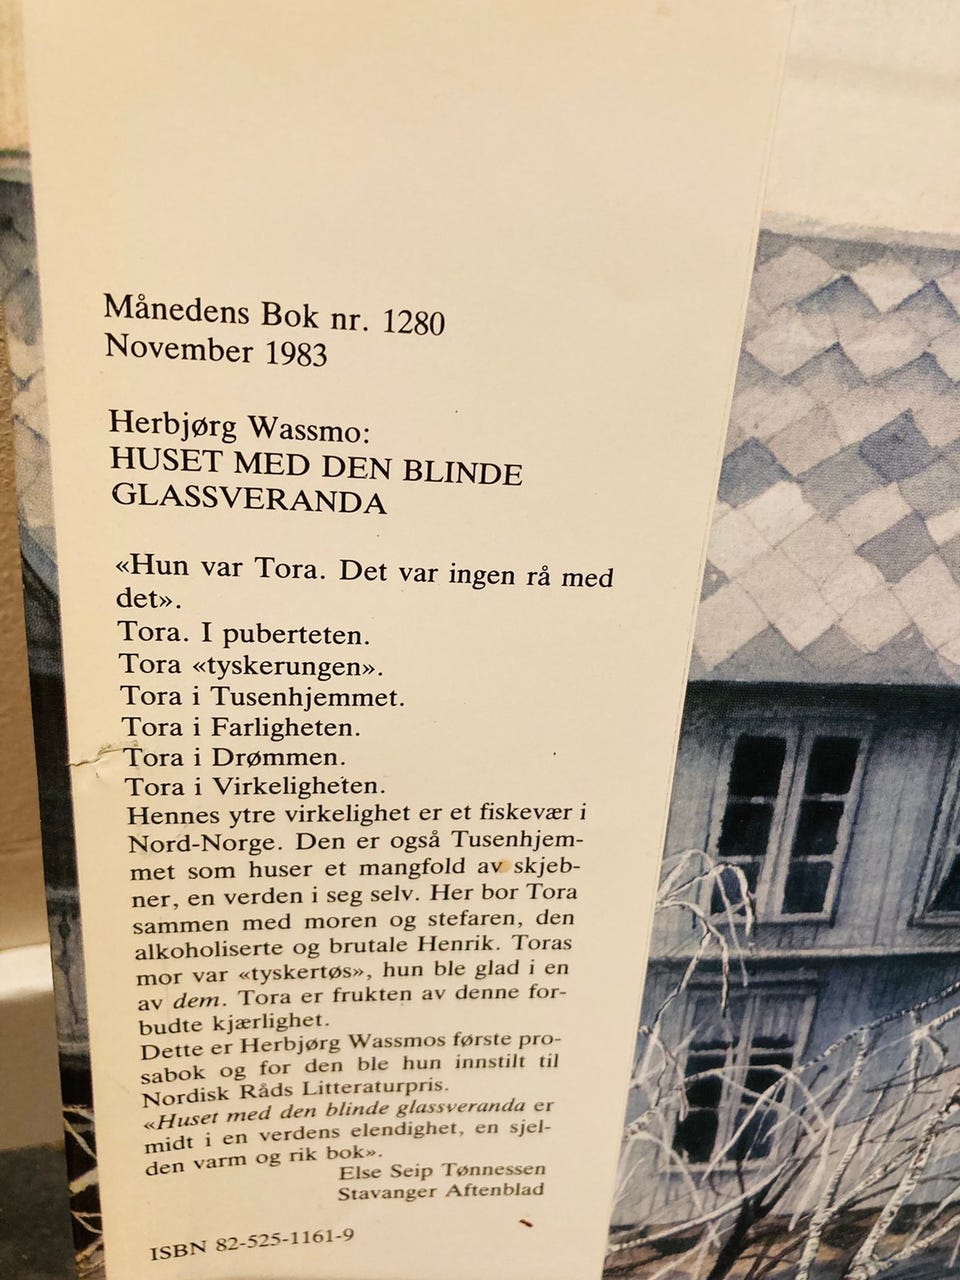 Månedens Bok nr. 1280
November 1983
Herbjørg Wassmo:
HUSET MED DEN BLINDE
GLASSVERANDA
«Hun var Tora. Det var ingen rå med
det».
Tora. I puberteten.
Tora «tyskerungen».
Tora i Tusenhjemmet.
Tora i Farligheten.
Tora i Drømmen.
Tora i Virkeligheten.
Hennes ytre virkelighet er et fiskevær i
Nord-Norge. Den er også Tusenhjem-
met som huser et mangfold av skjeb-
ner, en verden i seg selv. Her bor Tora
sammen med moren og stefaren, den
alkoholiserte og brutale Henrik. Toras
mor var «tyskertøs», hun ble glad i en
av dem. Tora er frukten av denne for-
budte kjærlighet.
Dette er Herbjørg Wassmos første pro-
sabok og for den ble hun innstilt til
Nordisk Råds Litteraturpris.
«Huset med den blinde glassveranda er
midt i en verdens elendighet, en sjel-
den varm og rik bok».
Else Seip Tønnessen
Stavanger Aftenblad
ISBN 82-525-1161-9